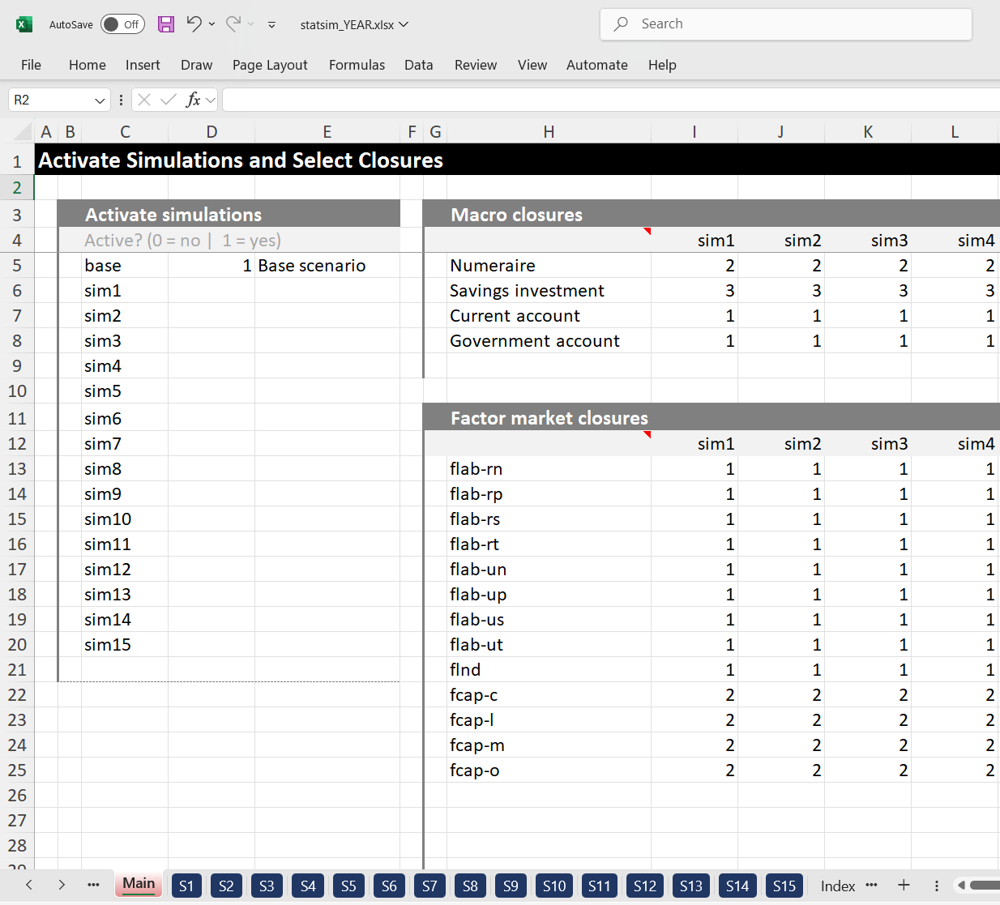 AutoSave Off statsim_YEAR.xlsx Search
File Home Insert Draw Page Layout Formulas Data Review View Automate Help
R2 fx
A B C D E F G H I J K L
1 Activate Simulations and Select Closures
2
3 Activate simulations Macro closures
4 Active? (0 = no | 1 = yes) sim1 sim2 sim3 sim4
5 base 1 Base scenario Numeraire 2 2 2 2
6 sim1 Savings investment 3 3 3 3
7 sim2 Current account 1 1 1 1
8 sim3 Government account 1 1 1 1
9 sim4
10 sim5
11 sim6 Factor market closures
12 sim7 sim1 sim2 sim3 sim4
13 sim8 flab-rn 1 1 1 1
14 sim9 flab-rp 1 1 1 1
15 sim10 flab-rs 1 1 1 1
16 sim11 flab-rt 1 1 1 1
17 sim12 flab-un 1 1 1 1
18 sim13 flab-up 1 1 1 1
19 sim14 flab-us 1 1 1 1
20 sim15 flab-ut 1 1 1 1
21 flnd 1 1 1 1
22 fcap-c 2 2 2 2
23 fcap-l 2 2 2 2
24 fcap-m 2 2 2 2
25 fcap-o 2 2 2 2
26
27
28
29
Main S1 S2 S3 S4 S5 S6 S7 S8 S9 S10 S11 S12 S13 S14 S15 Index